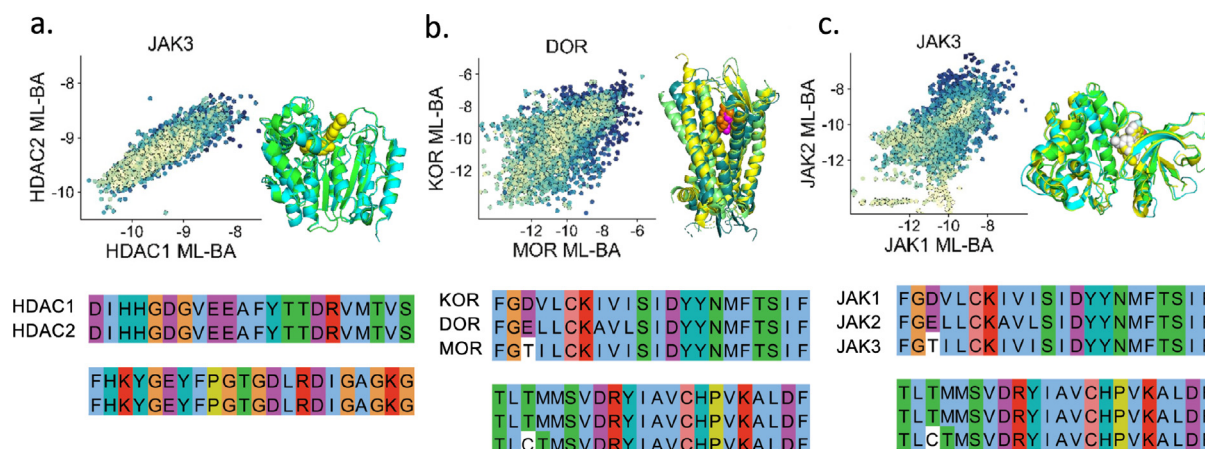 a.
JAK3
HDAC2 ML-BA
-8
-9
-10
-10 -9 -8
HDAC1 ML-BA
HDAC1 DIHHGDGVEEAFYTTDRVMTVS
HDAC2 DIHHGDGVEEAFYTTDRVMTVS
FHKYGEYFPGTGDLRDIGAGKG
FHKYGEYFPGTGDLRDIGAGKG
b.
DOR
KOR ML-BA
-6
-8
-10
-12
-12 -10 -8 -6
MOR ML-BA
KOR FGDVLCKIVISIDYYNMFTSIF
DOR FGELLCKAVLSIDYYNMFTSIF
MOR FGTILCKIVISIDYYNMFTSIF
TLTMMSVDRYIAVCHPVKALDF
TLTMMSVDRYIAVCHPVKALDF
TLCTMSVDRYIAVCHPVKALDF
c.
JAK3
JAK2 ML-BA
-8
-10
-12
-12 -10 -8
JAK1 ML-BA
JAK1 FGDVLCKIVISIDYYNMFTSI
JAK2 FGELLCKAVLSIDYYNMFTSI
JAK3 FGTILCKIVISIDYYNMFTSI
TLTMMSVDRYIAVCHPVKALD
TLTMMSVDRYIAVCHPVKALD
TLCTMSVDRYIAVCHPVKALD